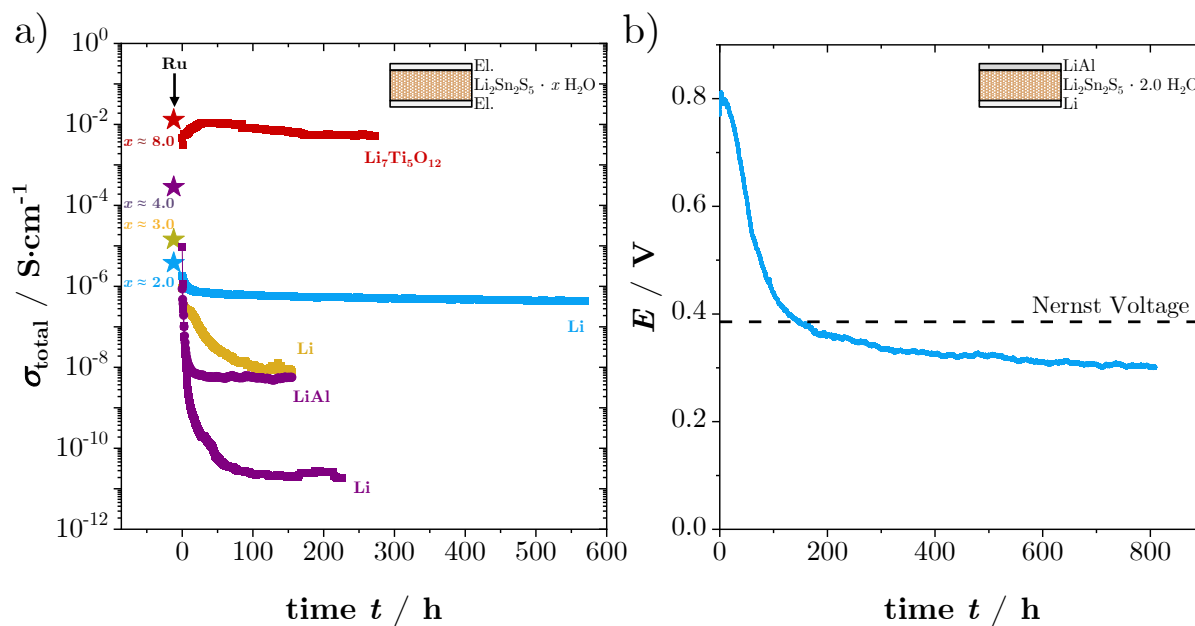 a)
10⁰
10⁻²
10⁻⁴
10⁻⁶
10⁻⁸
10⁻¹⁰
10⁻¹²
σtotal / S·cm⁻¹
Ru
El.
Li₂Sn₂S₅ · x H₂O
El.
x ≈ 8.0
Li₇Ti₅O₁₂
x ≈ 4.0
x ≈ 3.0
x ≈ 2.0
Li
Li
LiAl
Li
0 100 200 300 400 500 600
time t / h
b)
0.8
0.6
0.4
0.2
0.0
E / V
LiAl
Li₂Sn₂S₅ · 2.0 H₂O
Li
Nernst Voltage
0 200 400 600 800
time t / h